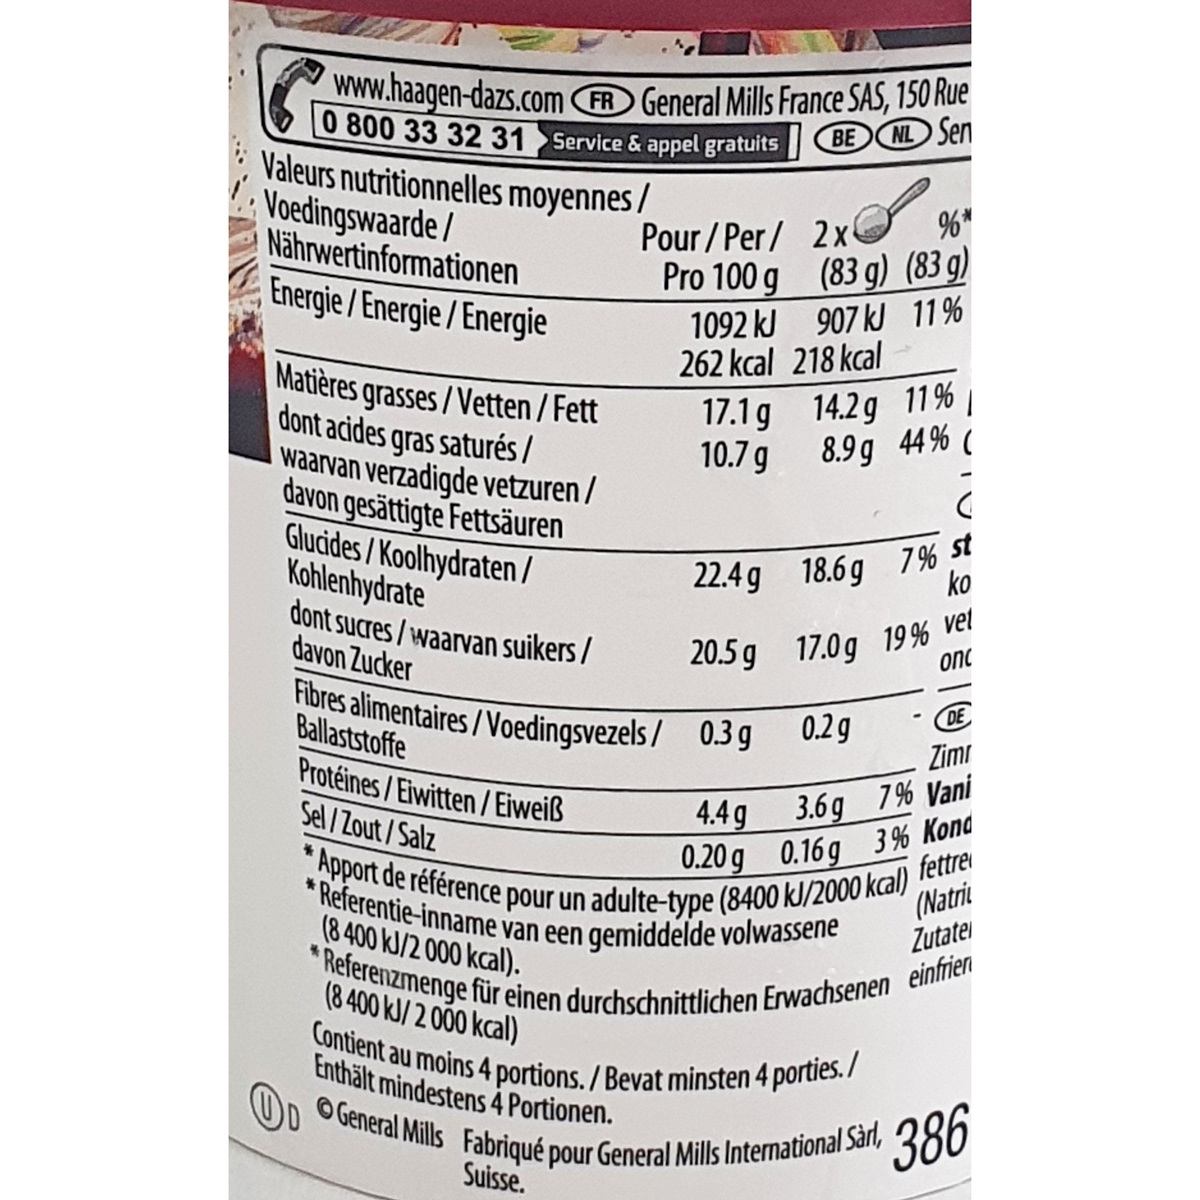 www.haagen-dazs.com FR General Mills France SAS, 150 Rue
0 800 33 32 31 Service & appel gratuits BE NL
Valeurs nutritionnelles moyennes /
Voedingswaarde /
Nährwertinformationen
Pour / Per / 2 x %*
Pro 100 g (83 g) (83 g)
Energie / Energie / Energie 1092 kJ 907 kJ 11 %
262 kcal 218 kcal
Matières grasses / Vetten / Fett 17.1 g 14.2 g 11 %
dont acides gras saturés / 10.7 g 8.9 g 44 %
waarvan verzadigde vetzuren /
davon gesättigte Fettsäuren
Glucides / Koolhydraten / 22.4 g 18.6 g 7 %
Kohlenhydrate
dont sucres / waarvan suikers / 20.5 g 17.0 g 19 %
davon Zucker
Fibres alimentaires / Voedingsvezels / 0.3 g 0.2 g -
Ballaststoffe
Protéines / Eiwitten / Eiweiß 4.4 g 3.6 g 7 %
Sel / Zout / Salz 0.20 g 0.16 g 3 %
* Apport de référence pour un adulte-type (8400 kJ/2000 kcal)
* Referentie-inname van een gemiddelde volwassene
(8 400 kJ/2 000 kcal).
* Referenzmenge für einen durchschnittlichen Erwachsenen
(8 400 kJ/ 2 000 kcal)
Contient au moins 4 portions. / Bevat minsten 4 porties. /
Enthält mindestens 4 Portionen.
U D © General Mills Fabriqué pour General Mills International Sàrl,
Suisse.
386
DE